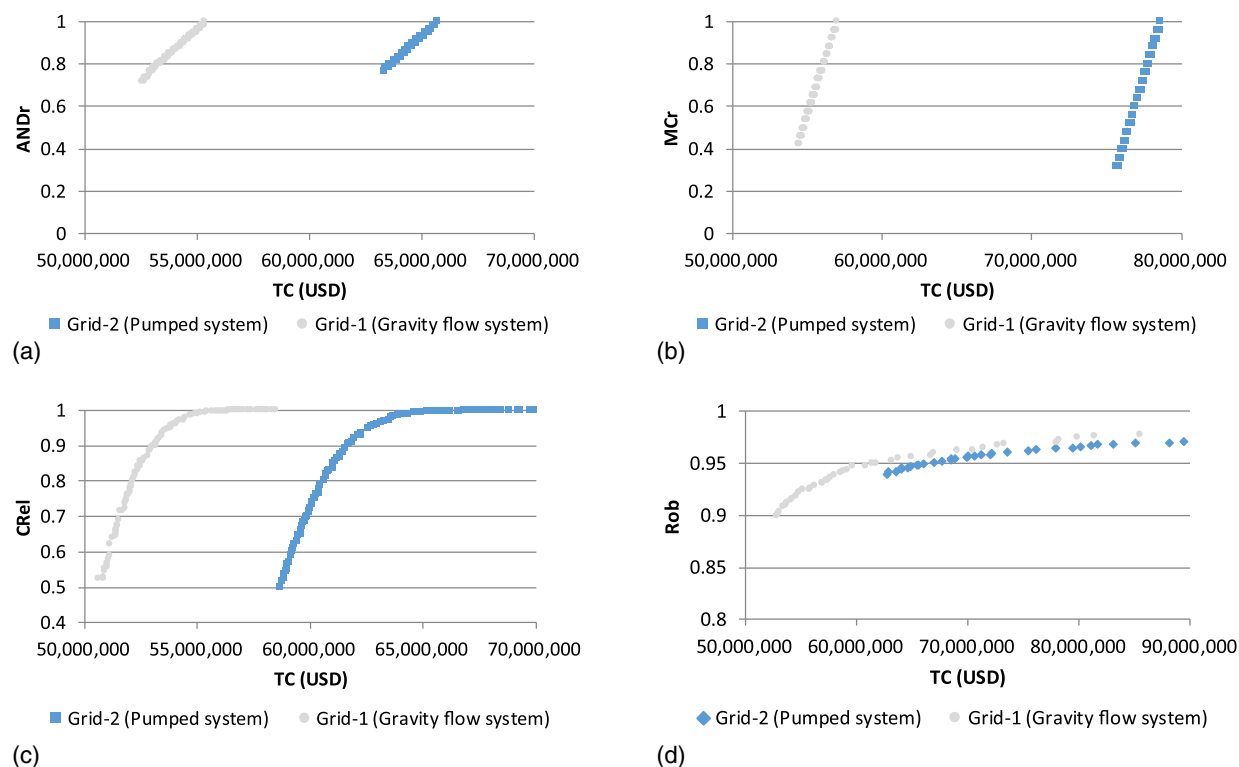 1
0.8
0.6
0.4
0.2
0
ANDr
50,000,000 55,000,000 60,000,000 65,000,000 70,000,000
TC (USD)
Grid-2 (Pumped system) Grid-1 (Gravity flow system)
(a)
1
0.8
0.6
0.4
0.2
0
MCr
50,000,000 60,000,000 70,000,000 80,000,000
TC (USD)
Grid-2 (Pumped system) Grid-1 (Gravity flow system)
(b)
1
0.9
0.8
0.7
0.6
0.5
0.4
CRel
50,000,000 55,000,000 60,000,000 65,000,000 70,000,000
TC (USD)
Grid-2 (Pumped system) Grid-1 (Gravity flow system)
(c)
1
0.95
0.9
0.85
0.8
Rob
50,000,000 60,000,000 70,000,000 80,000,000 90,000,000
TC (USD)
Grid-2 (Pumped system) Grid-1 (Gravity flow system)
(d)